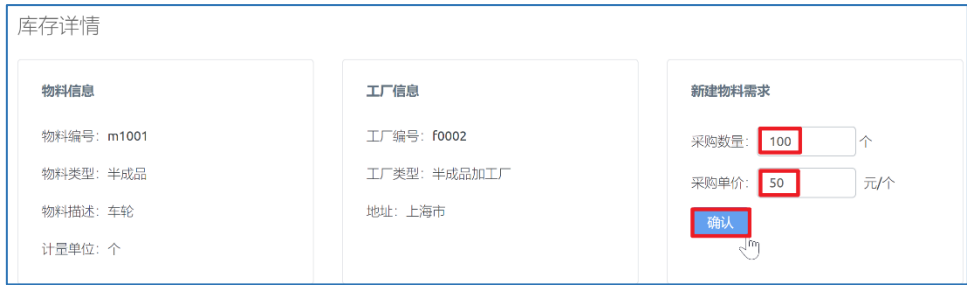 库存详情
物料信息
物料编号：m1001
物料类型：半成品
物料描述：车轮
计量单位：个
工厂信息
工厂编号：f0002
工厂类型：半成品加工厂
地址：上海市
新建物料需求
采购数量： 100 个
采购单价： 50 元/个
确认